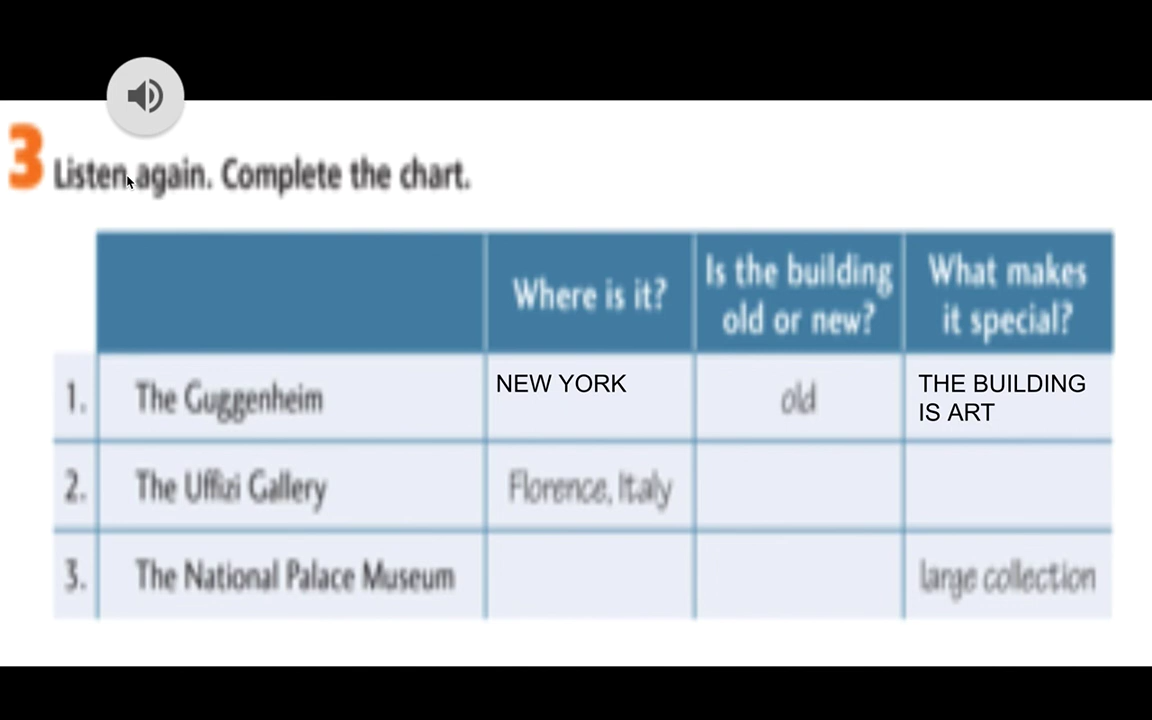 3
Listen again. Complete the chart.
Where is it?
Is the building
old or new?
What makes
it special?
1. The Guggenheim NEW YORK old THE BUILDING
IS ART
2. The Uffizi Gallery Florence, Italy
3. The National Palace Museum large collection